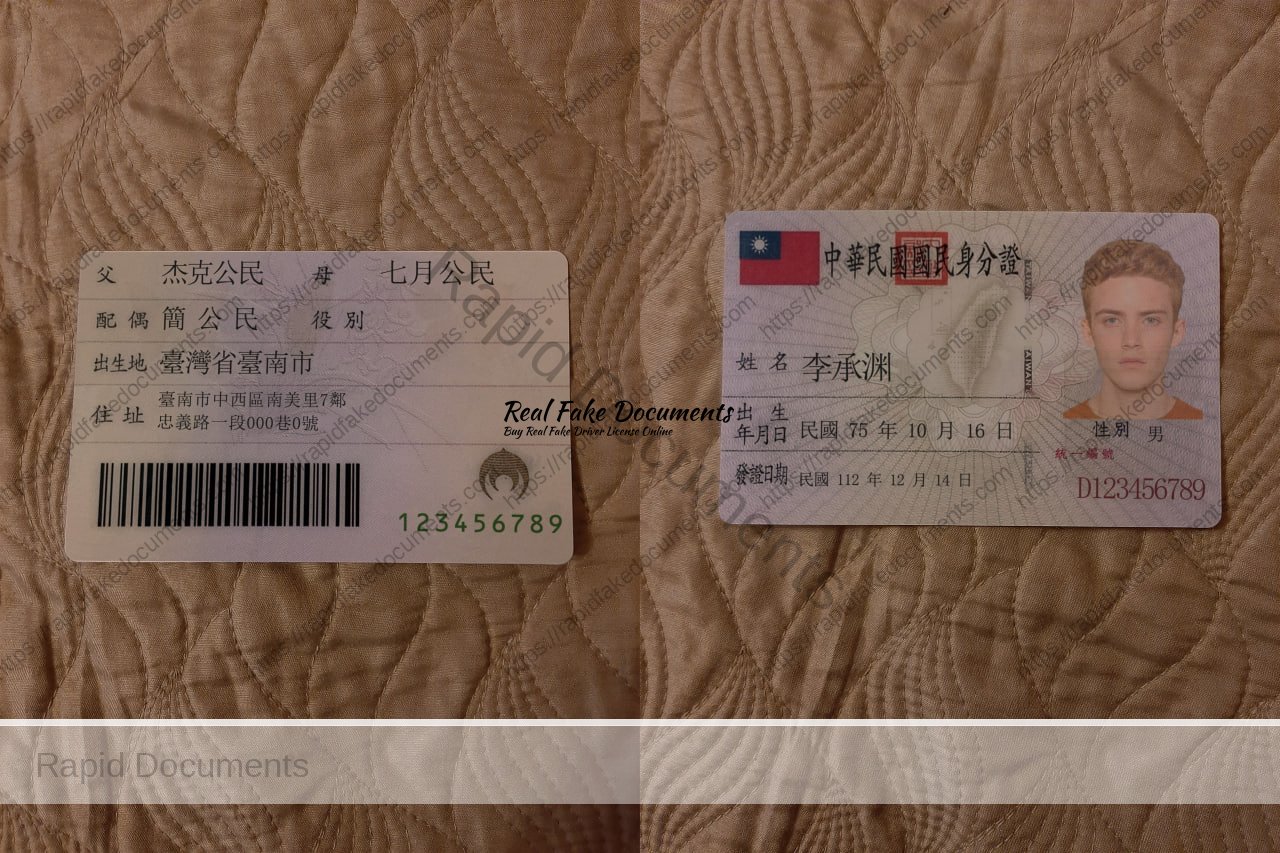 父 杰克公民 母 七月公民
配偶 簡公民 役別
出生地 臺灣省臺南市
住址 臺南市中西區南美里7鄰
忠義路一段000巷0號
123456789
中華民國國民身分證
TAIWAN
姓名 李承渊
出生
年月日 民國 75 年 10 月 16 日
性別 男
統一編號
發證日期 民國 112 年 12 月 14 日
D123456789
Real Fake Documents
Buy Real Fake Driver License Online
Rapid Documents
Rapid Documents
https://rapidfakedocuments.com